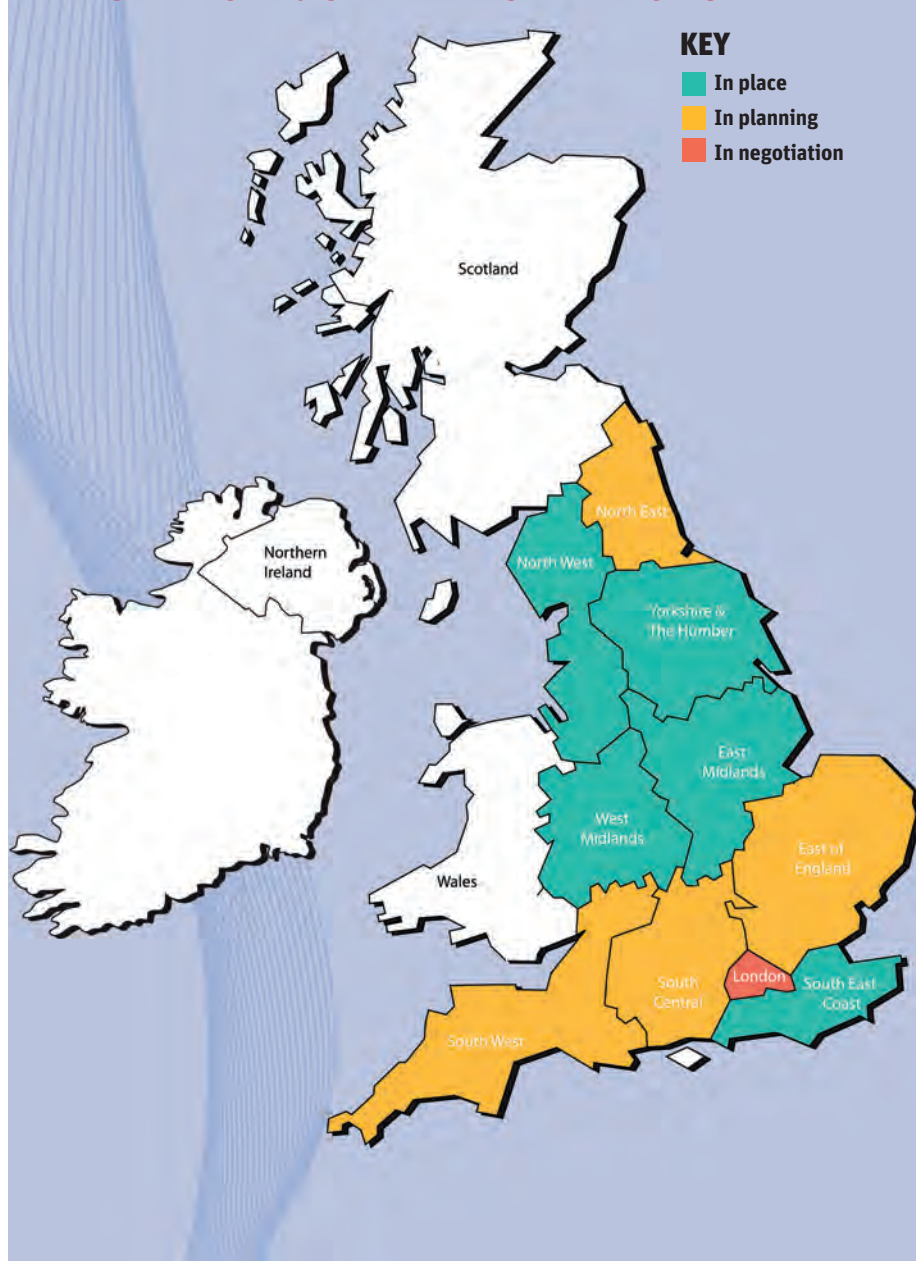 KEY
In place
In planning
In negotiation
Scotland
North East
Northern
Ireland
North West
Yorkshire &
The Humber
East
Midlands
West
Midlands
East of
England
Wales
London
South East
Coast
South
Central
South West